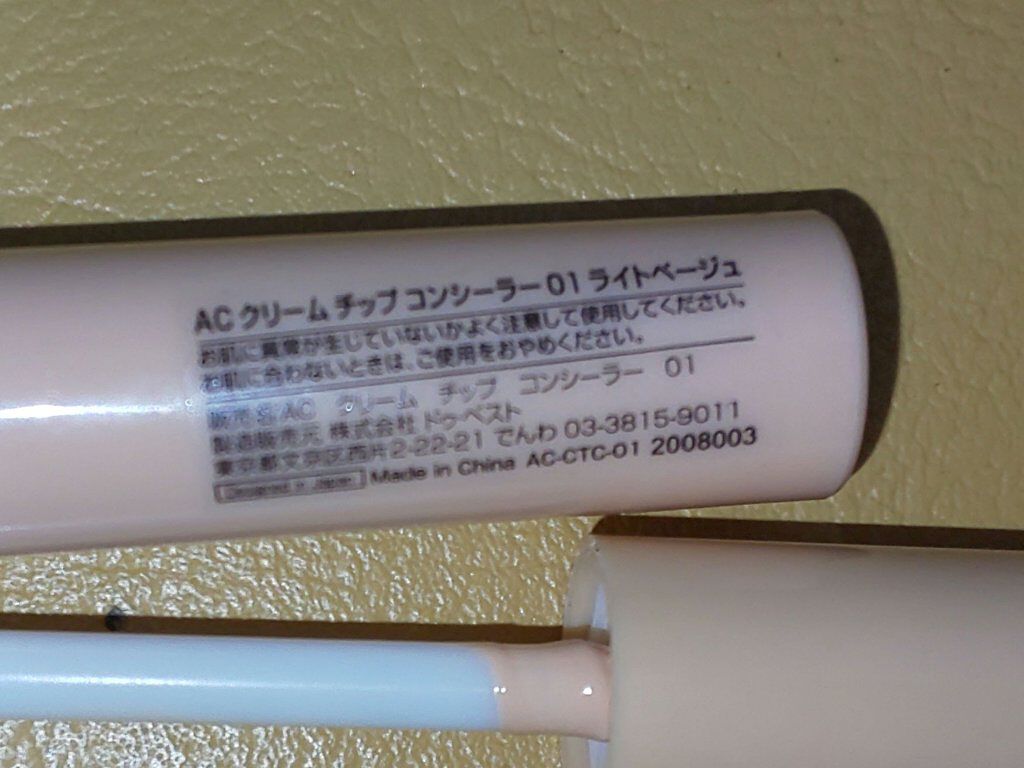 AC クリーム チップ コンシーラー 01 ライトベージュ
お肌に異常が生じていないかよく注意して使用してください。
お肌に合わないときは、ご使用をおやめください。
販売名/AC クリーム チップ コンシーラー 01
製造販売元 株式会社 ドゥ・ベスト
東京都文京区西片2-22-21 でんわ 03-3815-9011
Designed in Japan Made in China AC-CTC-01 2008003